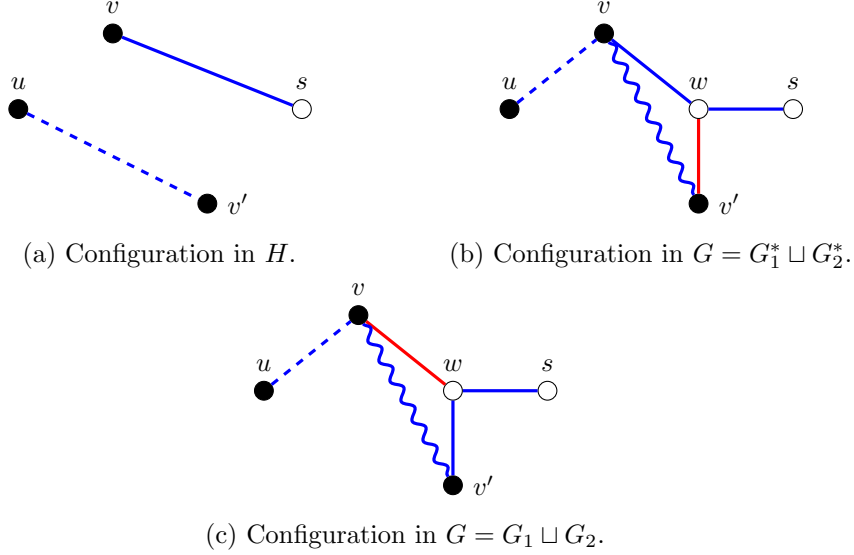 v
u
s
v′
(a) Configuration in H.
v
u
w
s
v′
(b) Configuration in G = G₁* ⊔ G₂*.
v
u
w
s
v′
(c) Configuration in G = G₁ ⊔ G₂.